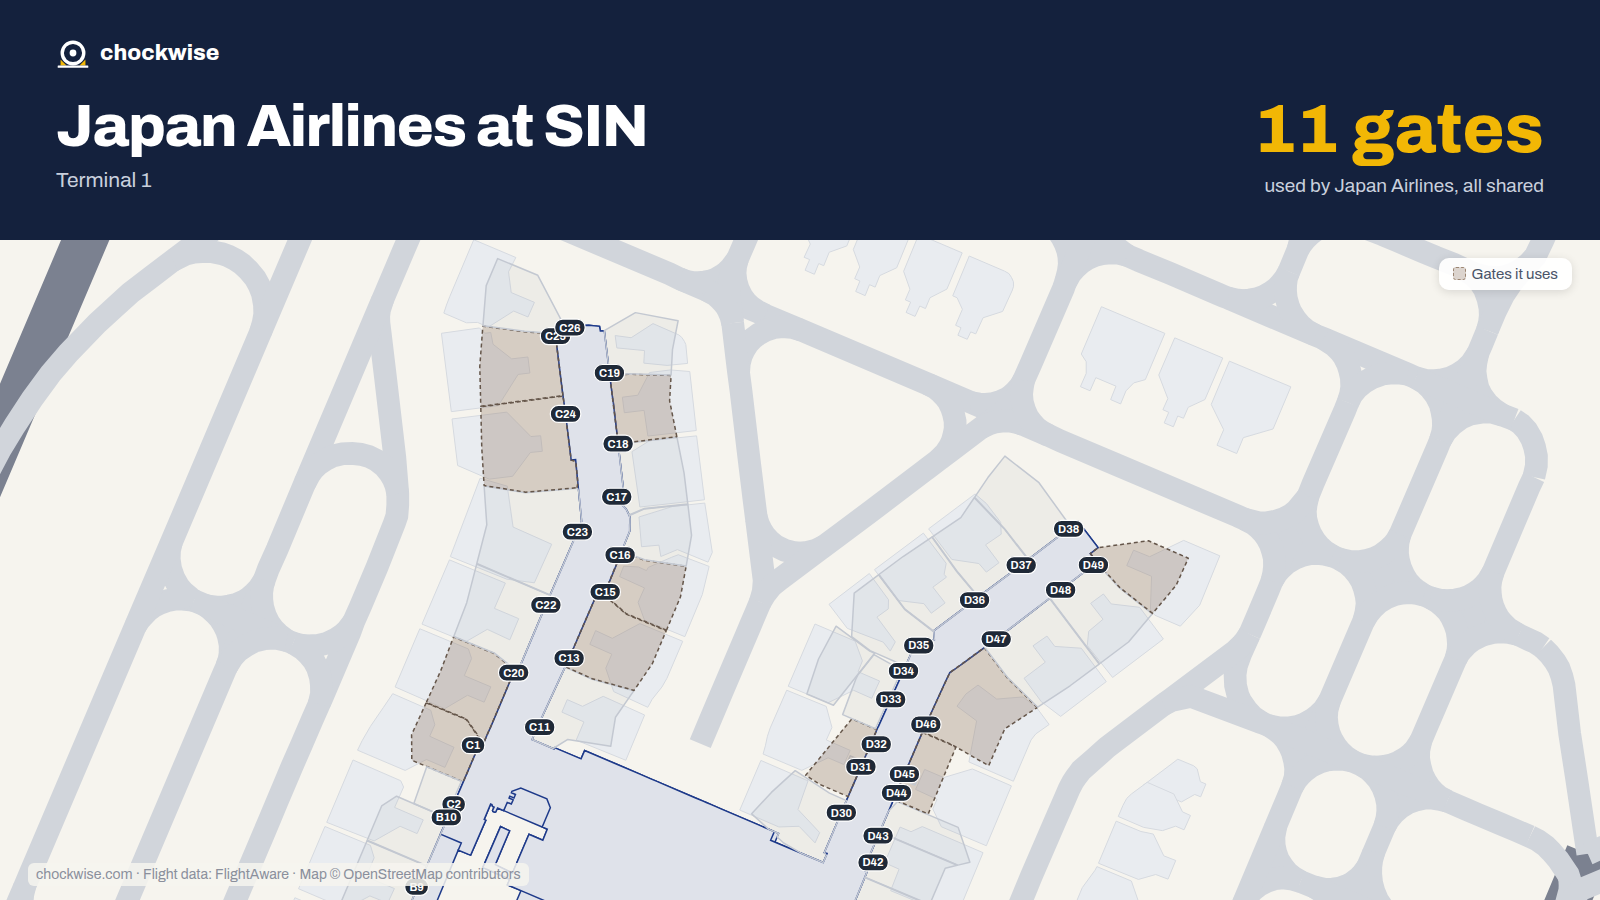 chockwise
Japan Airlines at SIN
Terminal 1
11 gates
used by Japan Airlines, all shared
Gates it uses
C26
C25
C19
C24
C18
C17
C23
C16
C15
C22
C13
C20
C11
C1
C2
B10
B9
D38
D37
D49
D48
D36
D47
D35
D34
D33
D46
D32
D31
D45
D44
D30
D43
D42
chockwise.com · Flight data: FlightAware · Map © OpenStreetMap contributors